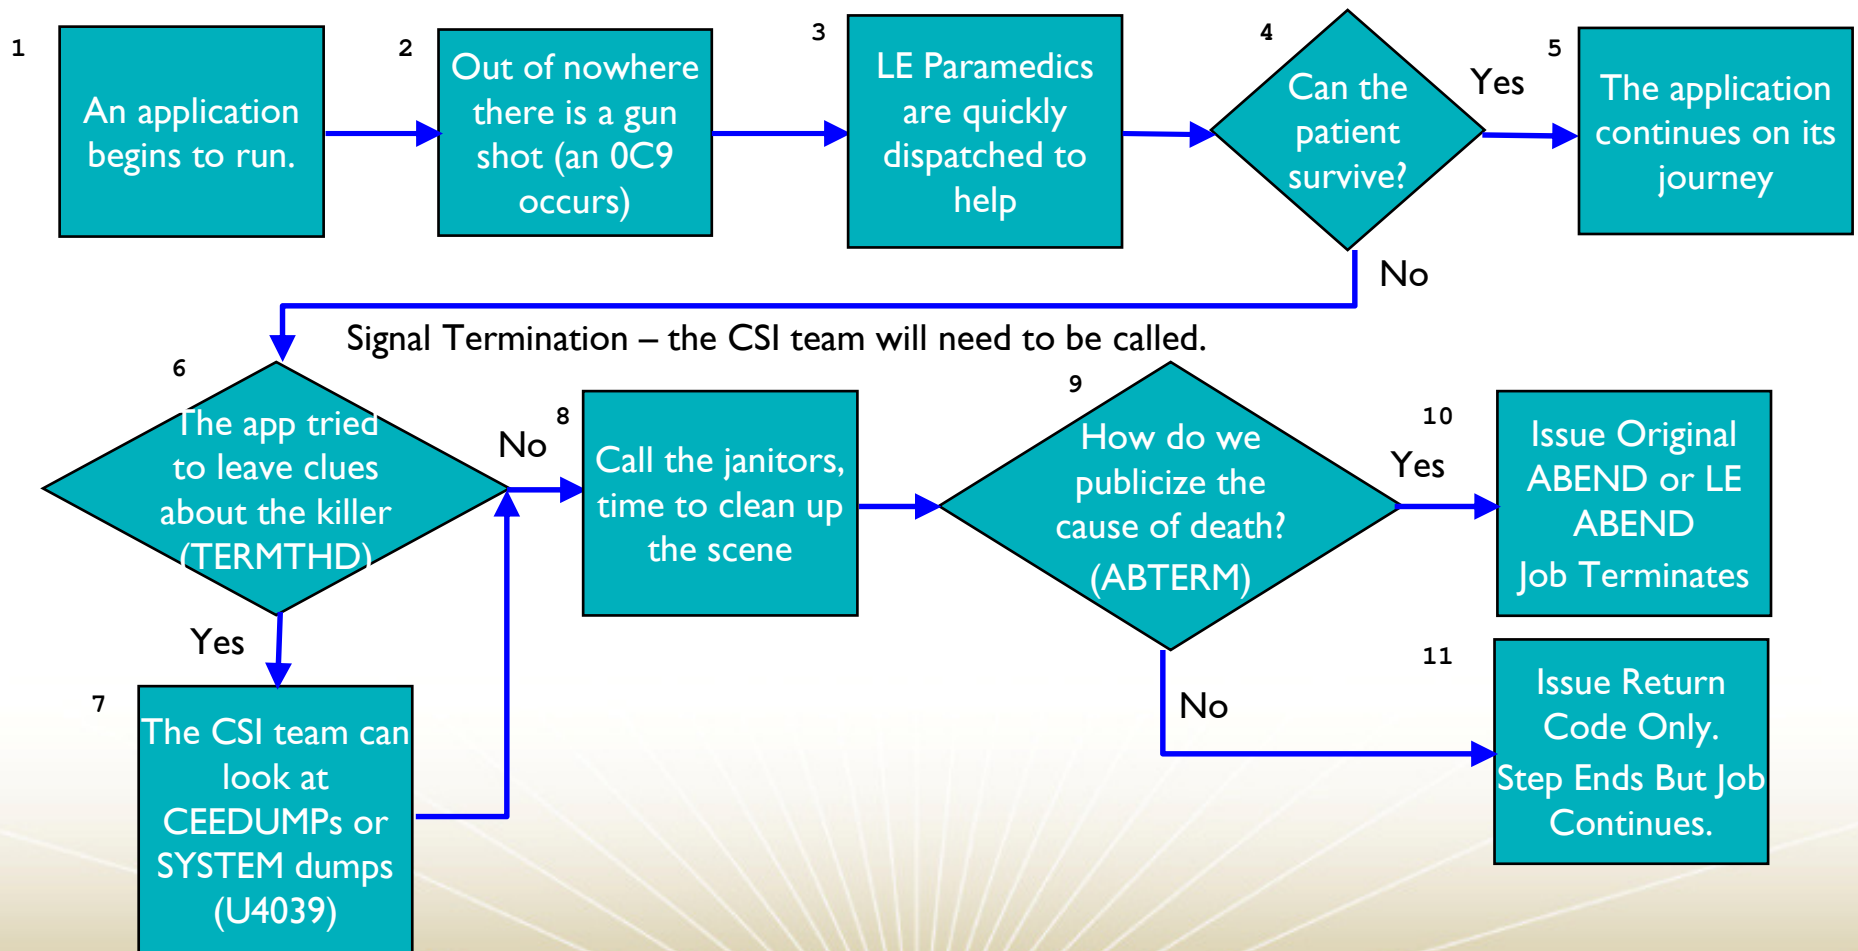 1
An application
begins to run.
2
Out of nowhere
there is a gun
shot (an 0C9
occurs)
3
LE Paramedics
are quickly
dispatched to
help
4
Can the
patient
survive?
Yes
5
The application
continues on its
journey
No
Signal Termination – the CSI team will need to be called.
6
The app tried
to leave clues
about the killer
(TERMTHD)
No
Yes
7
The CSI team can
look at
CEEDUMPs or
SYSTEM dumps
(U4039)
8
Call the janitors,
time to clean up
the scene
9
How do we
publicize the
cause of death?
(ABTERM)
Yes
10
Issue Original
ABEND or LE
ABEND
Job Terminates
No
11
Issue Return
Code Only.
Step Ends But Job
Continues.